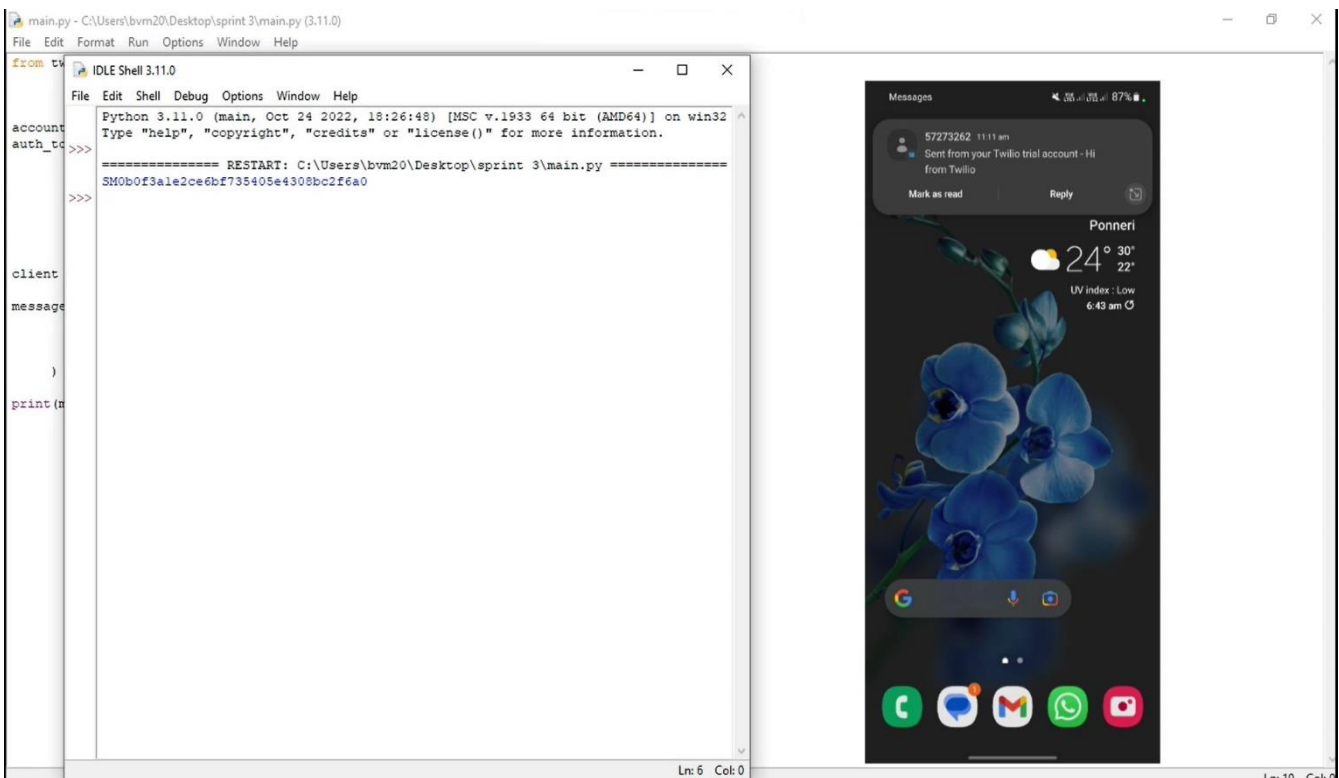 main.py - C:\Users\bvm20\Desktop\sprint 3\main.py (3.11.0)
File Edit Format Run Options Window Help
from tw
account
auth_to
client
message
)
print(m
IDLE Shell 3.11.0
File Edit Shell Debug Options Window Help
Python 3.11.0 (main, Oct 24 2022, 18:26:48) [MSC v.1933 64 bit (AMD64)] on win32
Type "help", "copyright", "credits" or "license()" for more information.
>>>
=============== RESTART: C:\Users\bvm20\Desktop\sprint 3\main.py ===============
SM0b0f3a1e2ce6bf735405e4308bc2f6a0
>>>
Ln: 6 Col: 0
Messages 87%
57273262 11:11 am
Sent from your Twilio trial account - Hi
from Twilio
Mark as read Reply
Ponneri
24° 30°
22°
UV index : Low
6:43 am
G
1
Ln: 10 Col: 0